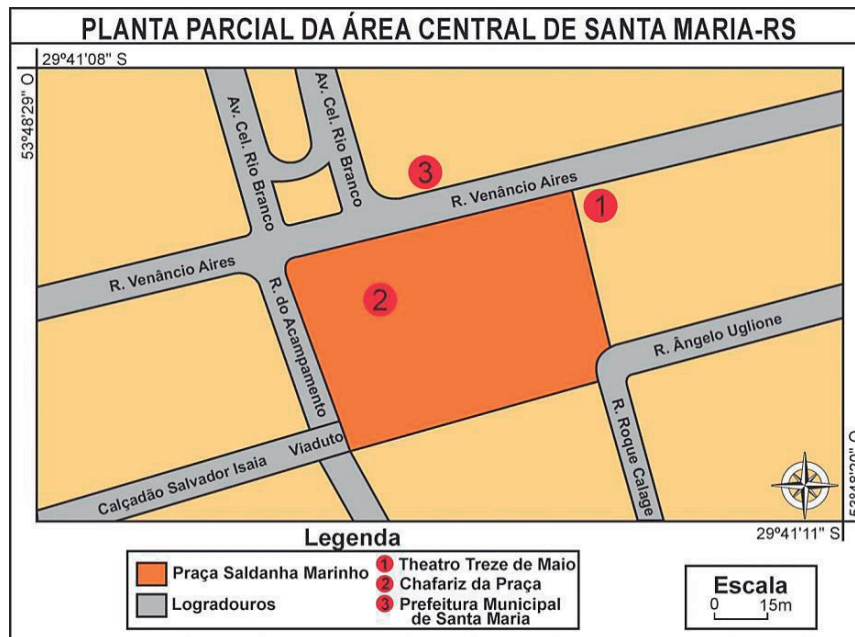 PLANTA PARCIAL DA ÁREA CENTRAL DE SANTA MARIA-RS
29º41'08" S
53º48'29" O
Av. Cel. Rio Branco
Av. Cel. Rio Branco
3
R. Venâncio Aires
1
R. Venâncio Aires
2
R. do Acampamento
R. Ângelo Uglione
R. Roque Calage
Calçadão Salvador Isaia Viaduto
53º48'20" O
29º41'11" S
Legenda
Praça Saldanha Marinho
Logradouros
1 Theatro Treze de Maio
2 Chafariz da Praça
3 Prefeitura Municipal
de Santa Maria
Escala
0 15m